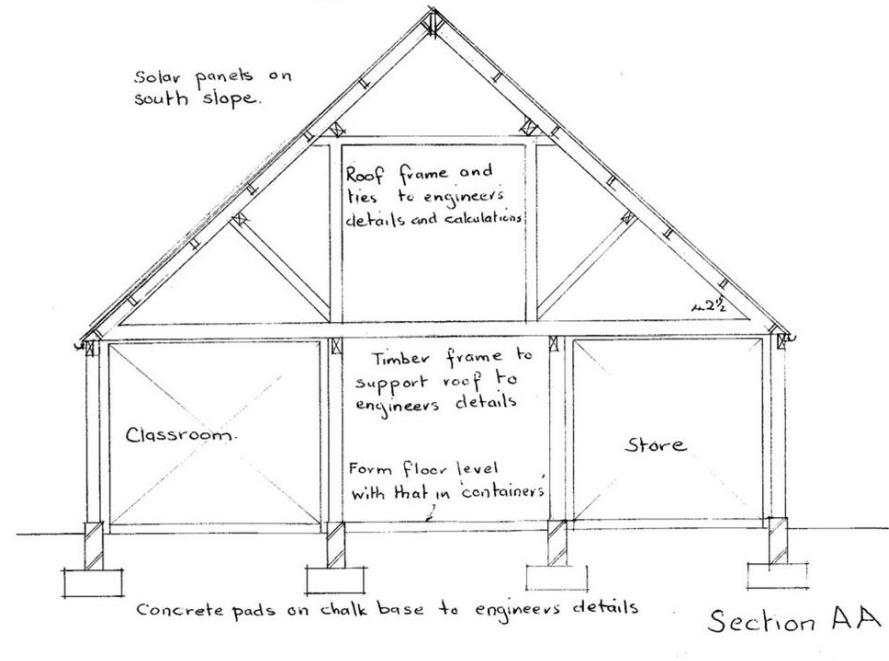 Solar panels on
south slope.
Roof frame and
ties to engineers
details and calculations
Timber frame to
support roof to
engineers details
Classroom.
Store
Form floor level
with that in 'containers'
Concrete pads on chalk base to engineers details
Section AA